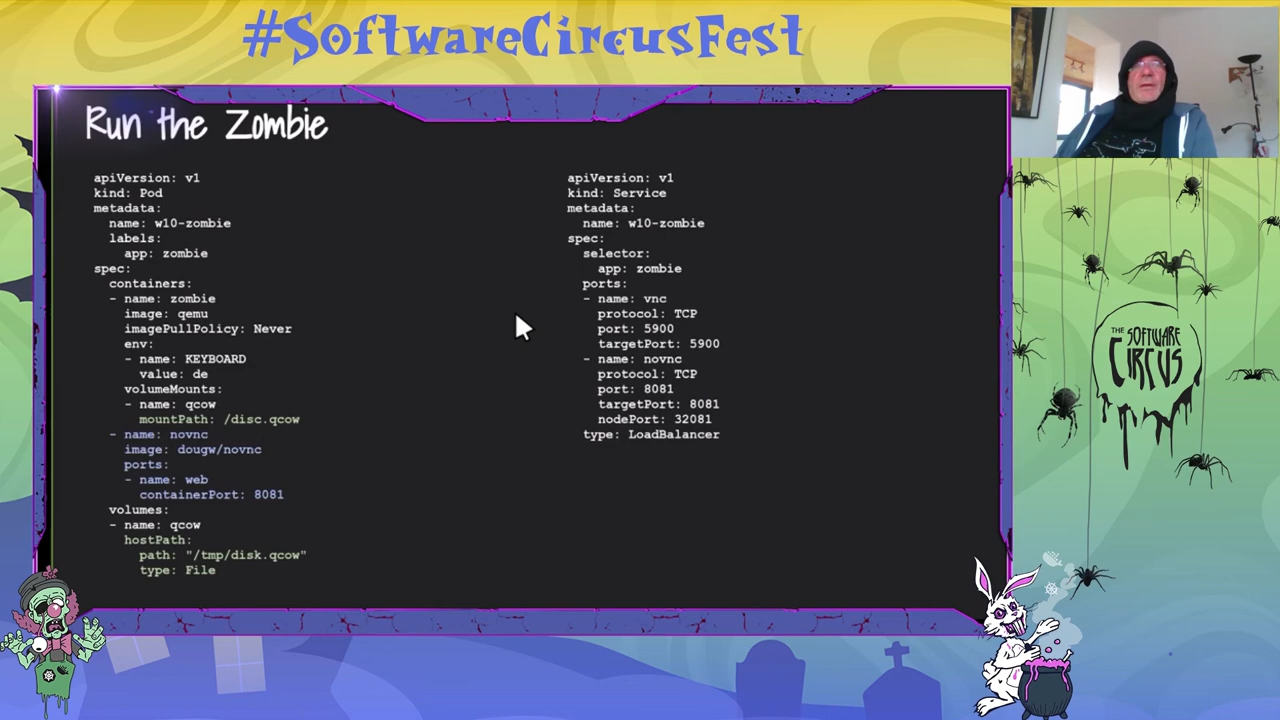 #SoftwareCircusFest
Run the Zombie
apiVersion: v1
kind: Pod
metadata:
  name: w10-zombie
  labels:
    app: zombie
spec:
  containers:
  - name: zombie
    image: qemu
    imagePullPolicy: Never
    env:
    - name: KEYBOARD
      value: de
    volumeMounts:
    - name: qcow
      mountPath: /disc.qcow
  - name: novnc
    image: dougw/novnc
    ports:
    - name: web
      containerPort: 8081
  volumes:
  - name: qcow
    hostPath:
      path: "/tmp/disk.qcow"
      type: File
apiVersion: v1
kind: Service
metadata:
  name: w10-zombie
spec:
  selector:
    app: zombie
  ports:
  - name: vnc
    protocol: TCP
    port: 5900
    targetPort: 5900
  - name: novnc
    protocol: TCP
    port: 8081
    targetPort: 8081
    nodePort: 32081
  type: LoadBalancer
THE SOFTWARE
CIRCUS